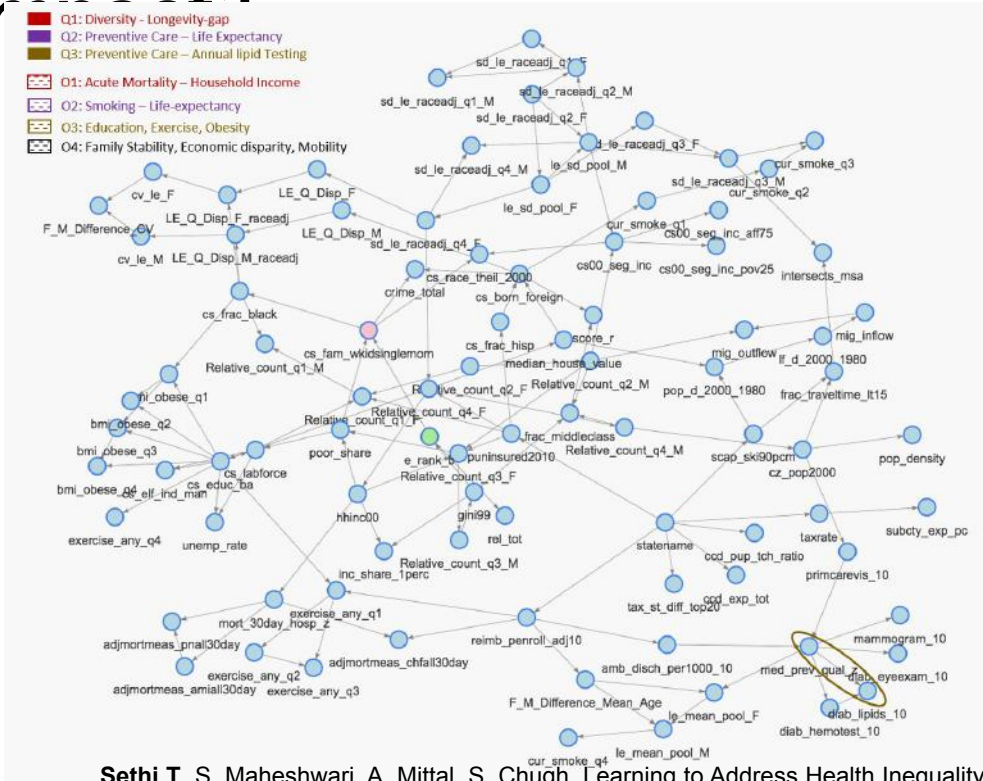 Q1: Diversity - Longevity-gap
Q2: Preventive Care – Life Expectancy
Q3: Preventive Care – Annual lipid Testing
O1: Acute Mortality – Household Income
O2: Smoking – Life-expectancy
O3: Education, Exercise, Obesity
O4: Family Stability, Economic disparity, Mobility
sd_le_raceadj_q1_F
sd_le_raceadj_q1_M
sd_le_raceadj_q2_M
sd_le_raceadj_q2_F
sd_le_raceadj_q3_F
le_sd_pool_M
sd_le_raceadj_q4_M
cur_smoke_q3
sd_le_raceadj_q3_M
cur_smoke_q2
cv_le_F
LE_Q_Disp_F
le_sd_pool_F
LE_Q_Disp_F_raceadj
F_M_Difference_CV
LE_Q_Disp_M
cur_smoke_q1
cs00_seg_inc_aff75
sd_le_raceadj_q4_F
cv_le_M
LE_Q_Disp_M_raceadj
cs00_seg_inc
cs00_seg_inc_pov25
intersects_msa
cs_race_theil_2000
crime_total
cs_born_foreign
cs_frac_black
score_r
mig_inflow
cs_frac_hisp
cs_fam_wkidsinglemom
mig_outflow
lf_d_2000_1980
median_house_value
Relative_count_q1_M
Relative_count_q2_F
Relative_count_q2_M
pop_d_2000_1980
frac_traveltime_lt15
bmi_obese_q1
Relative_count_q4_F
Relative_count_q1_F
bmi_obese_q2
frac_middleclass
poor_share
e_rank_b
puninsured2010
Relative_count_q4_M
bmi_obese_q3
scap_ski90pcm
pop_density
cs_labforce
cz_pop2000
Relative_count_q3_F
cs_educ_ba
bmi_obese_q4
cs_elf_ind_man
hhinc00
gini99
exercise_any_q4
unemp_rate
rel_tot
statename
subcty_exp_pc
taxrate
ccd_pup_tch_ratio
Relative_count_q3_M
primcarevis_10
inc_share_1perc
ccd_exp_tot
tax_st_diff_top20
exercise_any_q1
mort_30day_hosp_z
adjmortmeas_pnall30day
reimb_penroll_adj10
mammogram_10
adjmortmeas_chfall30day
amb_disch_per1000_10
med_prev_qual_z
diab_eyeexam_10
exercise_any_q2
adjmortmeas_amiall30day
exercise_any_q3
F_M_Difference_Mean_Age
le_mean_pool_F
diab_lipids_10
diab_hemotest_10
cur_smoke_q4
le_mean_pool_M
Sethi T, S. Maheshwari, A. Mittal, S. Chugh, Learning to Address Health Inequality